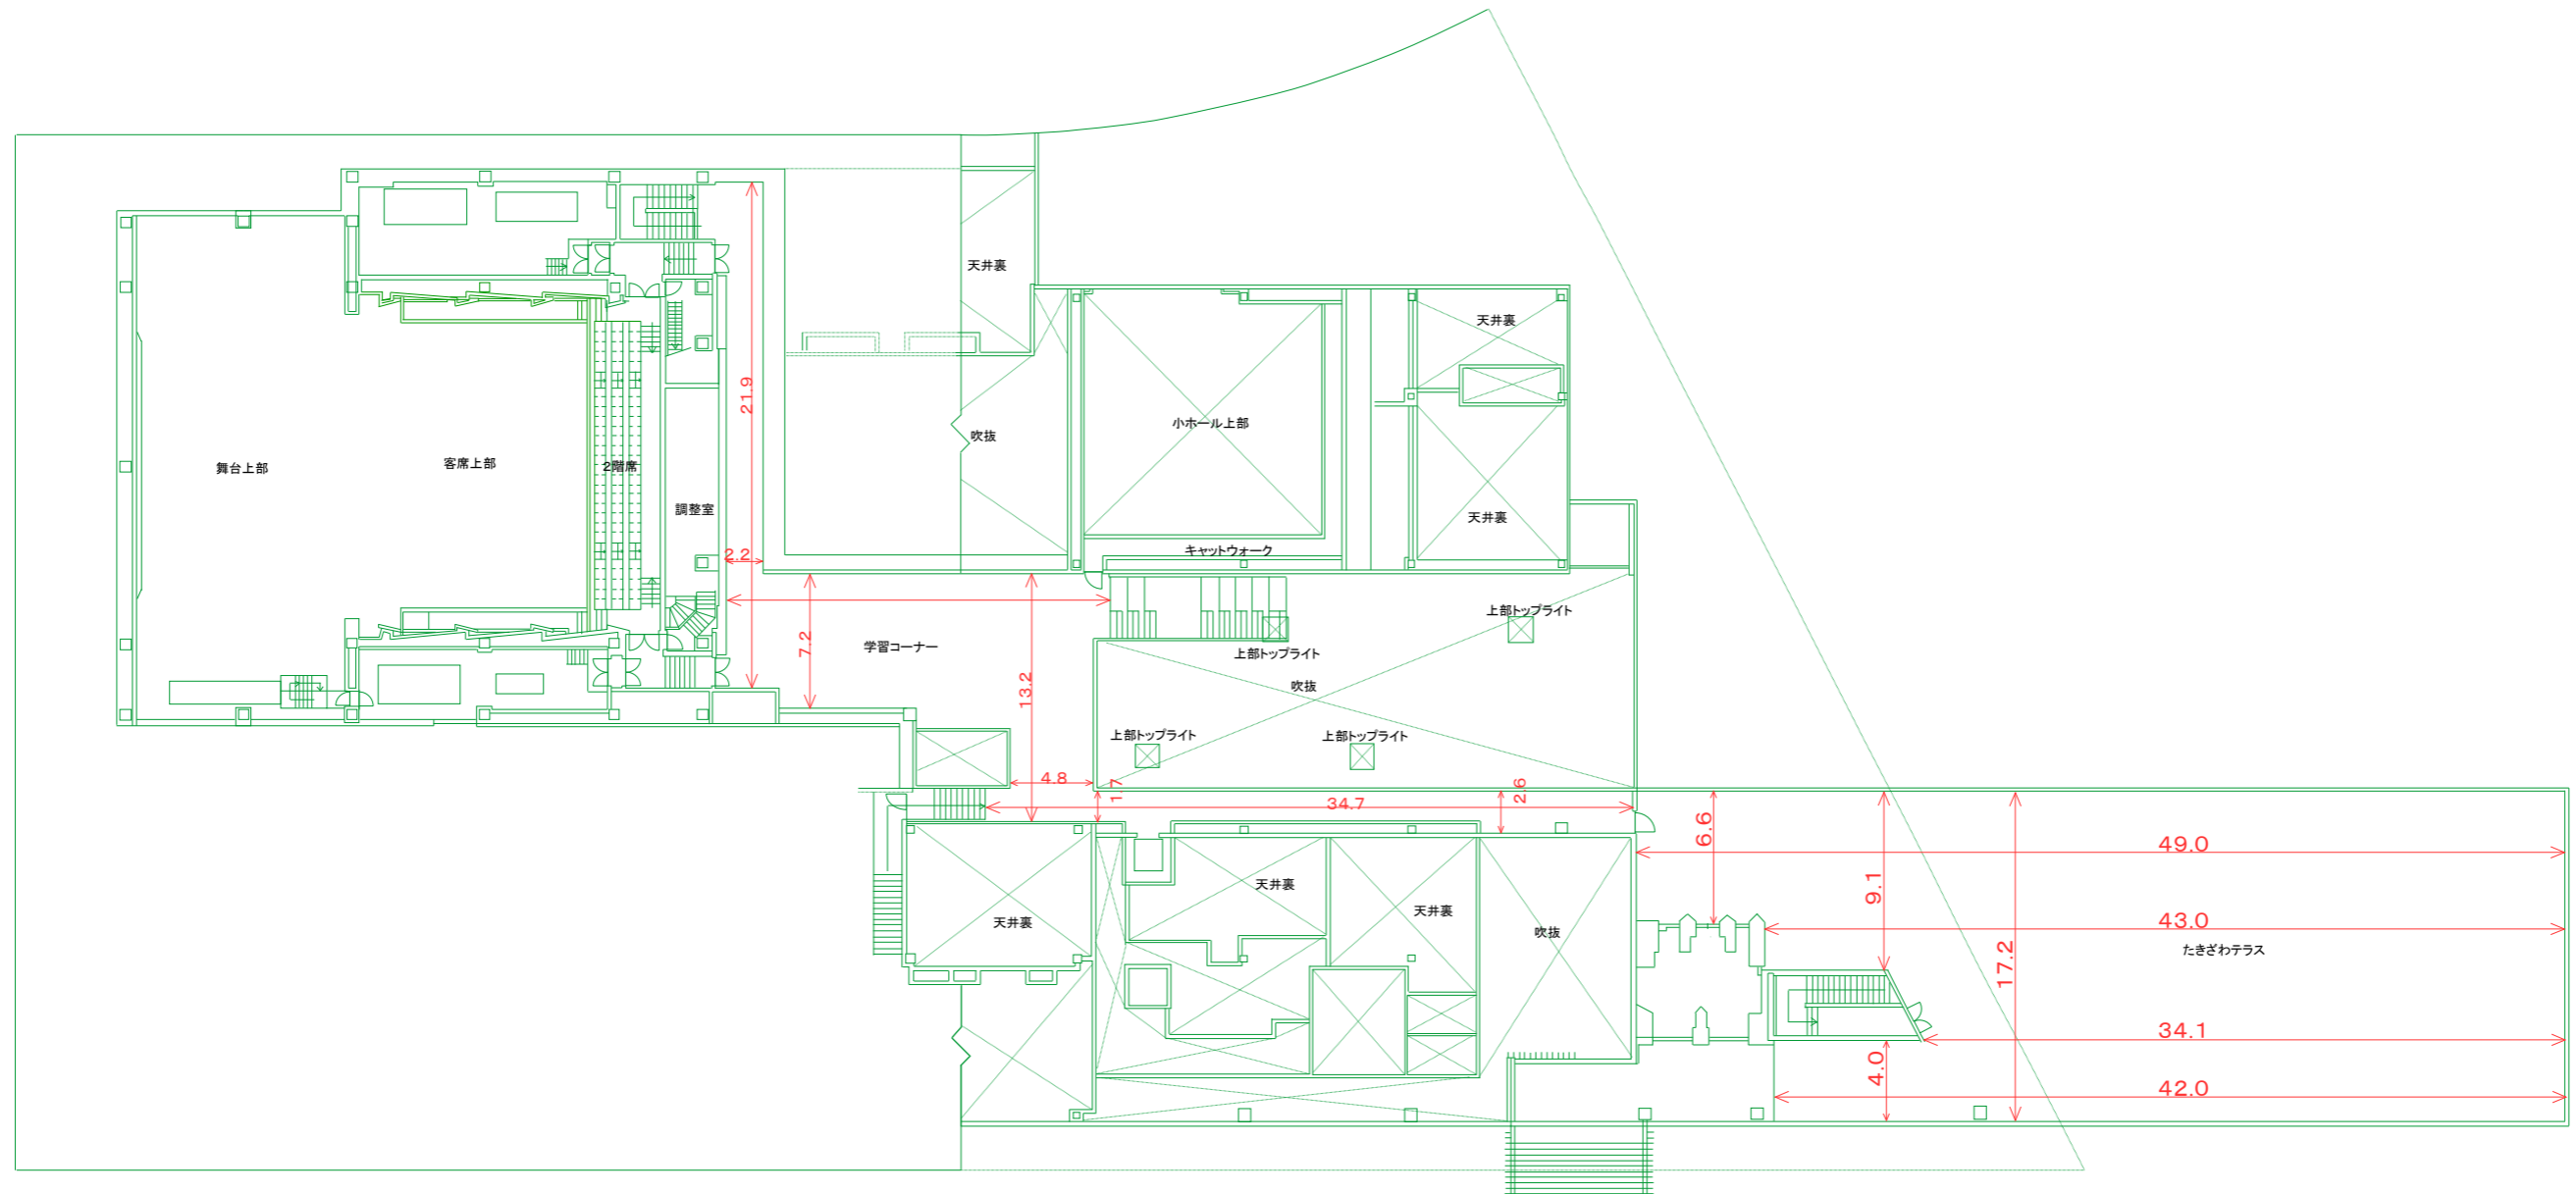 天井裏
天井裏
21.9
小ホール上部
吹抜
舞台上部
客席上部
2階席
調整室
天井裏
2.2
キャットウォーク
上部トップライト
7.2
学習コーナー
上部トップライト
吹抜
13.2
上部トップライト
上部トップライト
4.8
1.7
34.7
2.6
6.6
49.0
9.1
天井裏
天井裏
天井裏
吹抜
43.0
たきざわテラス
17.2
34.1
4.0
42.0